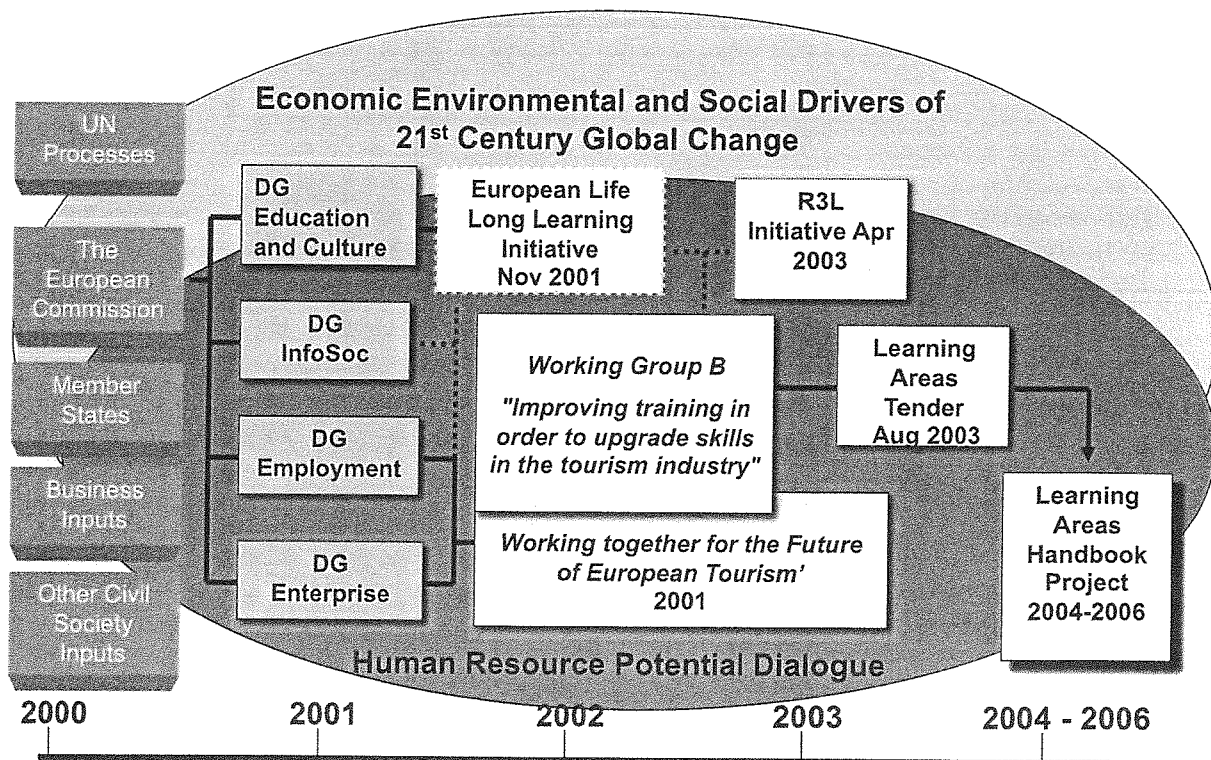 Economic Environmental and Social Drivers of
21st Century Global Change
UN
Processes
The
European
Commission
Member
States
Business
Inputs
Other Civil
Society
Inputs
DG
Education
and Culture
DG
InfoSoc
DG
Employment
DG
Enterprise
European Life
Long Learning
Initiative
Nov 2001
R3L
Initiative Apr
2003
Working Group B
"Improving training in
order to upgrade skills
in the tourism industry"
Working together for the Future
of European Tourism'
2001
Learning
Areas
Tender
Aug 2003
Learning
Areas
Handbook
Project
2004-2006
Human Resource Potential Dialogue
2000
2001
2002
2003
2004 - 2006